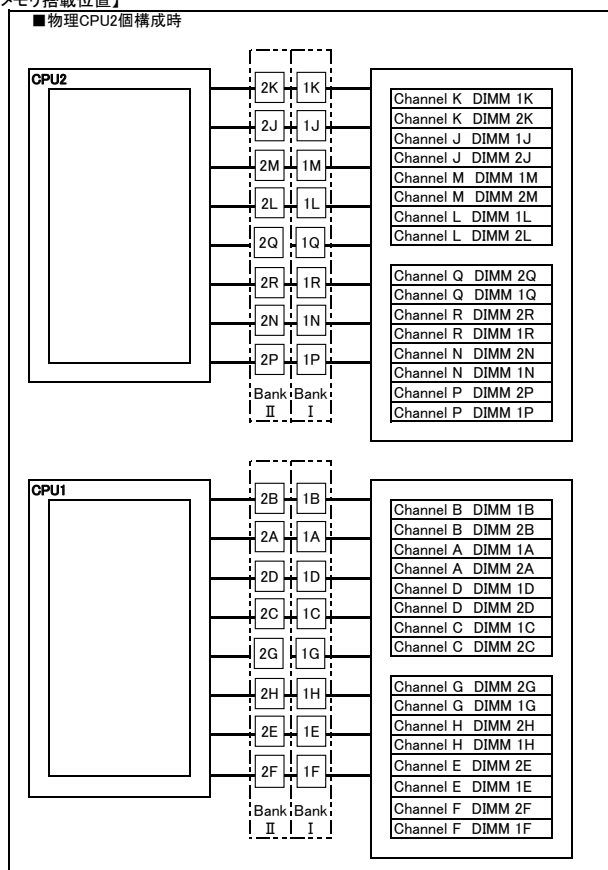 メモリ搭載位置】
■物理CPU2個構成時
CPU2
2K 1K
2J 1J
2M 1M
2L 1L
2Q 1Q
2R 1R
2N 1N
2P 1P
Bank Bank
Ⅱ Ⅰ
Channel K DIMM 1K
Channel K DIMM 2K
Channel J DIMM 1J
Channel J DIMM 2J
Channel M DIMM 1M
Channel M DIMM 2M
Channel L DIMM 1L
Channel L DIMM 2L
Channel Q DIMM 2Q
Channel Q DIMM 1Q
Channel R DIMM 2R
Channel R DIMM 1R
Channel N DIMM 2N
Channel N DIMM 1N
Channel P DIMM 2P
Channel P DIMM 1P
CPU1
2B 1B
2A 1A
2D 1D
2C 1C
2G 1G
2H 1H
2E 1E
2F 1F
Bank Bank
Ⅱ Ⅰ
Channel B DIMM 1B
Channel B DIMM 2B
Channel A DIMM 1A
Channel A DIMM 2A
Channel D DIMM 1D
Channel D DIMM 2D
Channel C DIMM 1C
Channel C DIMM 2C
Channel G DIMM 2G
Channel G DIMM 1G
Channel H DIMM 2H
Channel H DIMM 1H
Channel E DIMM 2E
Channel E DIMM 1E
Channel F DIMM 2F
Channel F DIMM 1F